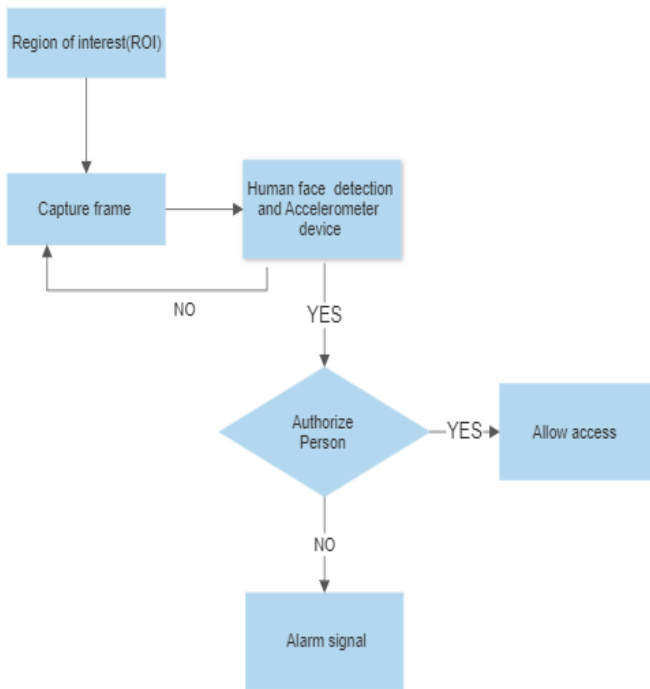 Region of interest(ROI)
Capture frame
Human face detection
and Accelerometer
device
NO
YES
Authorize
Person
YES
Allow access
NO
Alarm signal